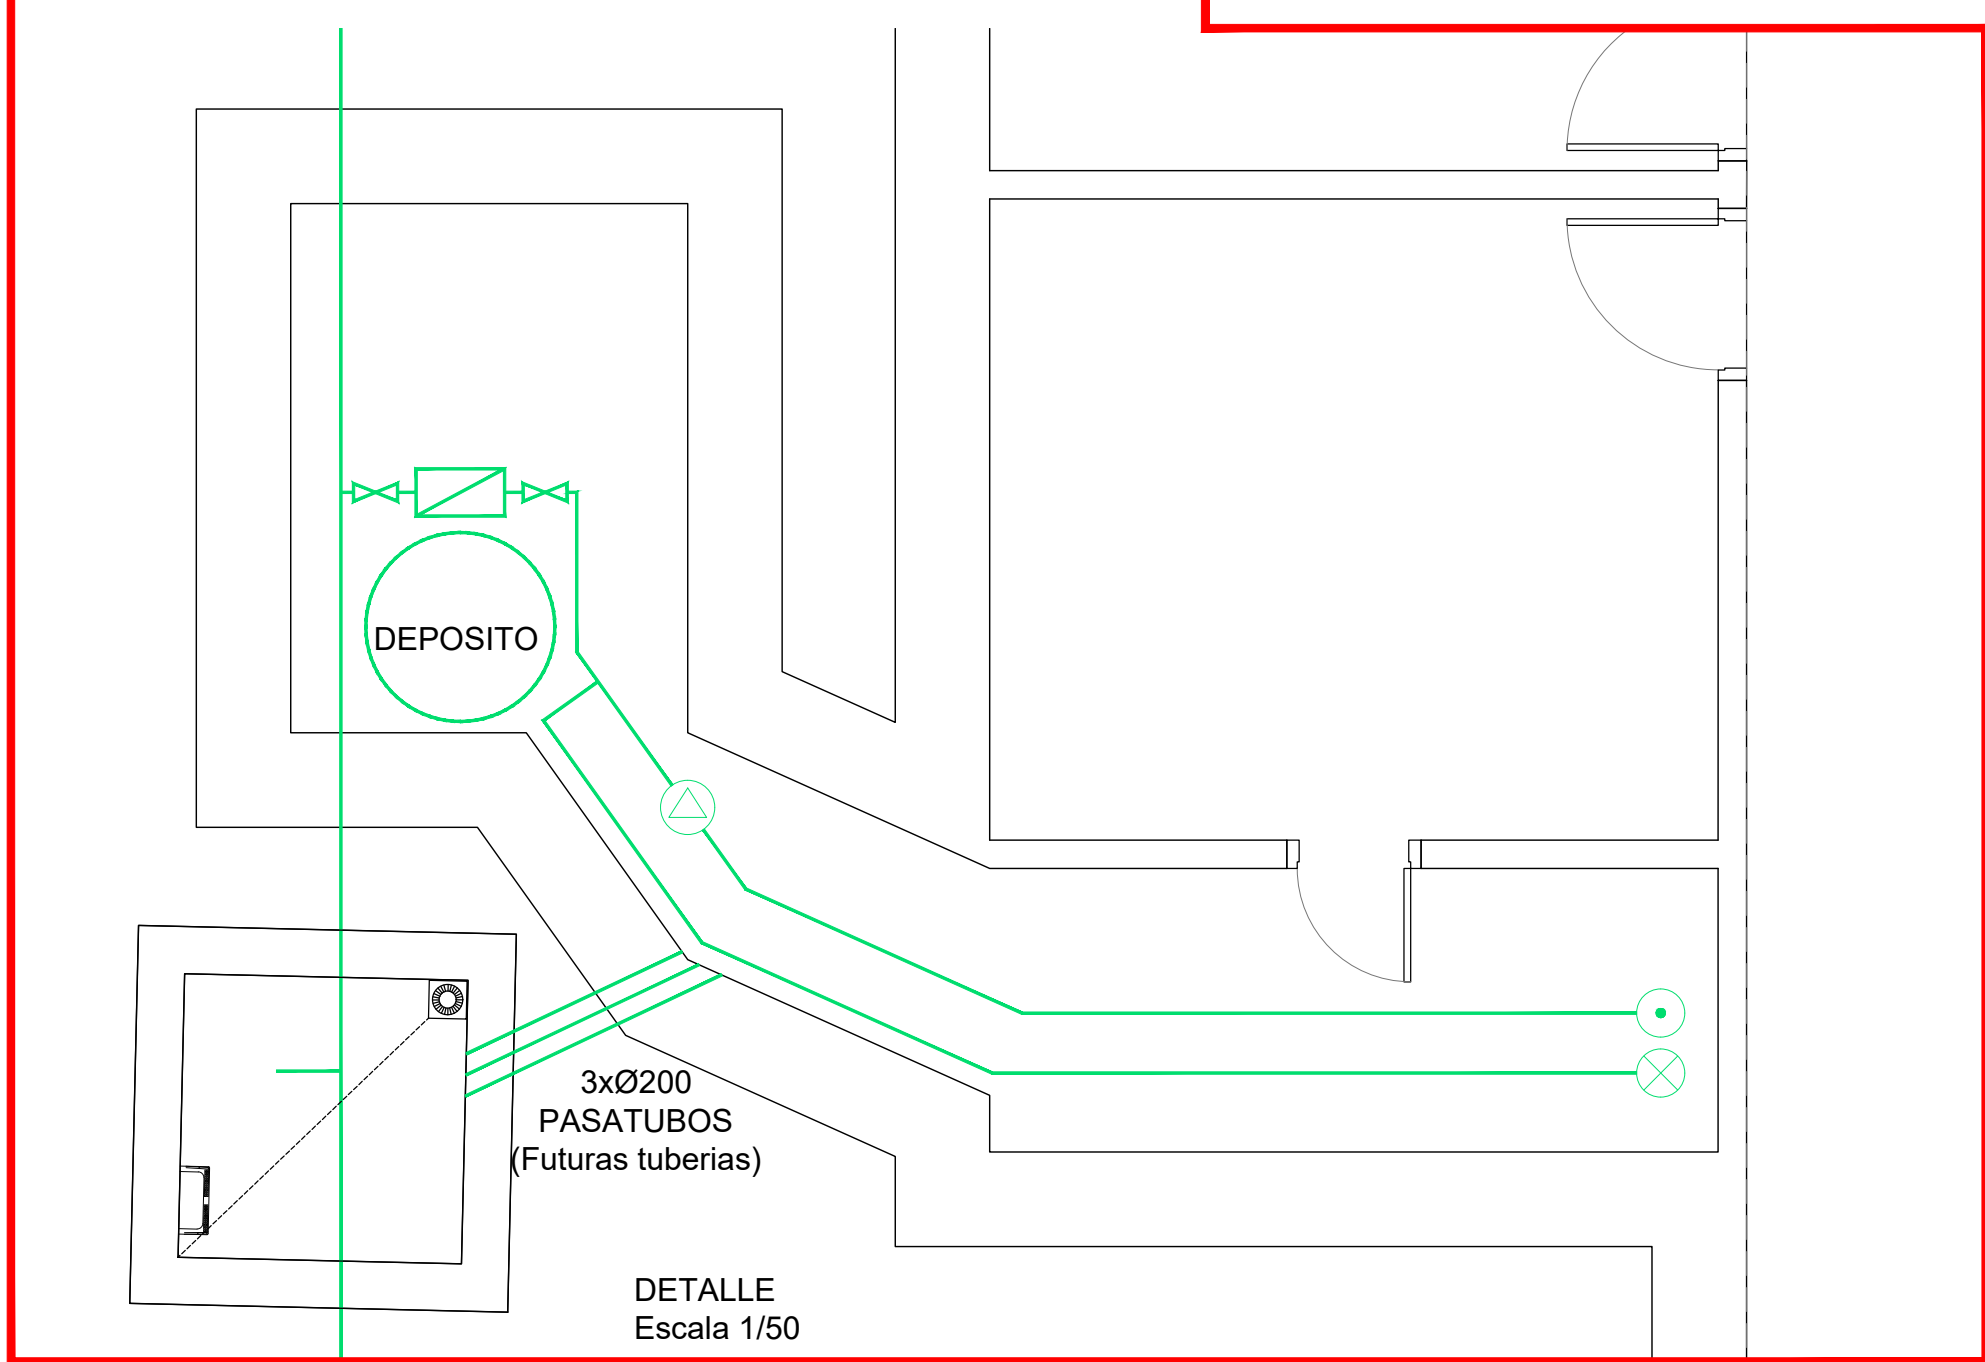 DEPOSITO
3xØ200
PASATUBOS
(Futuras tuberias)
DETALLE
Escala 1/50